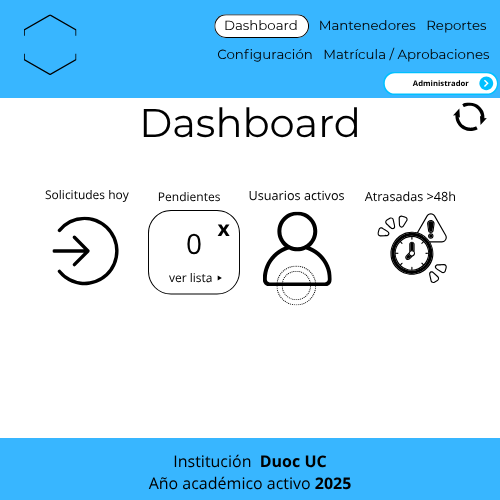 Dashboard Mantenedores Reportes
Configuración Matrícula / Aprobaciones
Administrador
Dashboard
Solicitudes hoy
Pendientes
Usuarios activos
Atrasadas >48h
x
0
ver lista
Institución Duoc UC
Año académico activo 2025